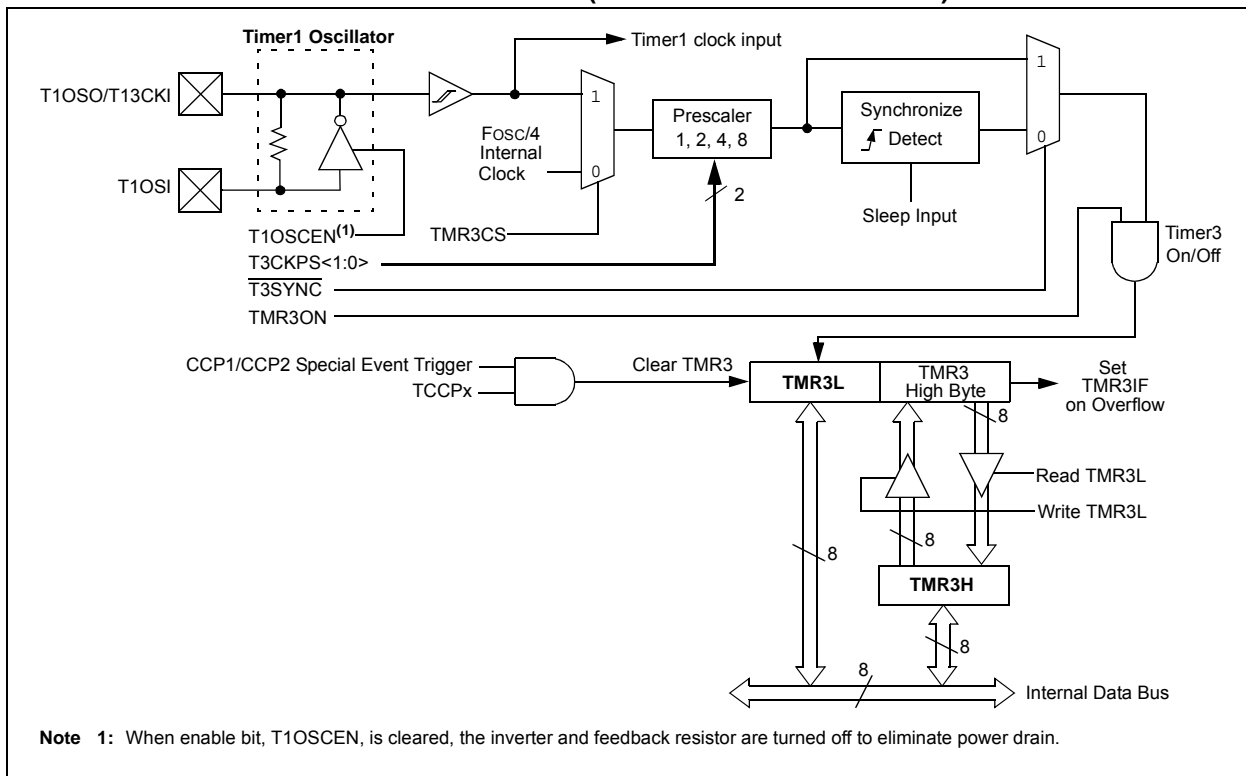 Timer1 Oscillator
Timer1 clock input
T1OSO/T13CKI
1
FOSC/4
Internal
Clock
0
Prescaler
1, 2, 4, 8
Synchronize
Detect
1
0
2
T1OSI
Sleep Input
T1OSCEN(1)
TMR3CS
T3CKPS<1:0>
T3SYNC
TMR3ON
Timer3
On/Off
CCP1/CCP2 Special Event Trigger
TCCPx
Clear TMR3
TMR3L
TMR3
High Byte
Set
TMR3IF
on Overflow
8
Read TMR3L
Write TMR3L
8
8
TMR3H
8
8
Internal Data Bus
Note 1: When enable bit, T1OSCEN, is cleared, the inverter and feedback resistor are turned off to eliminate power drain.